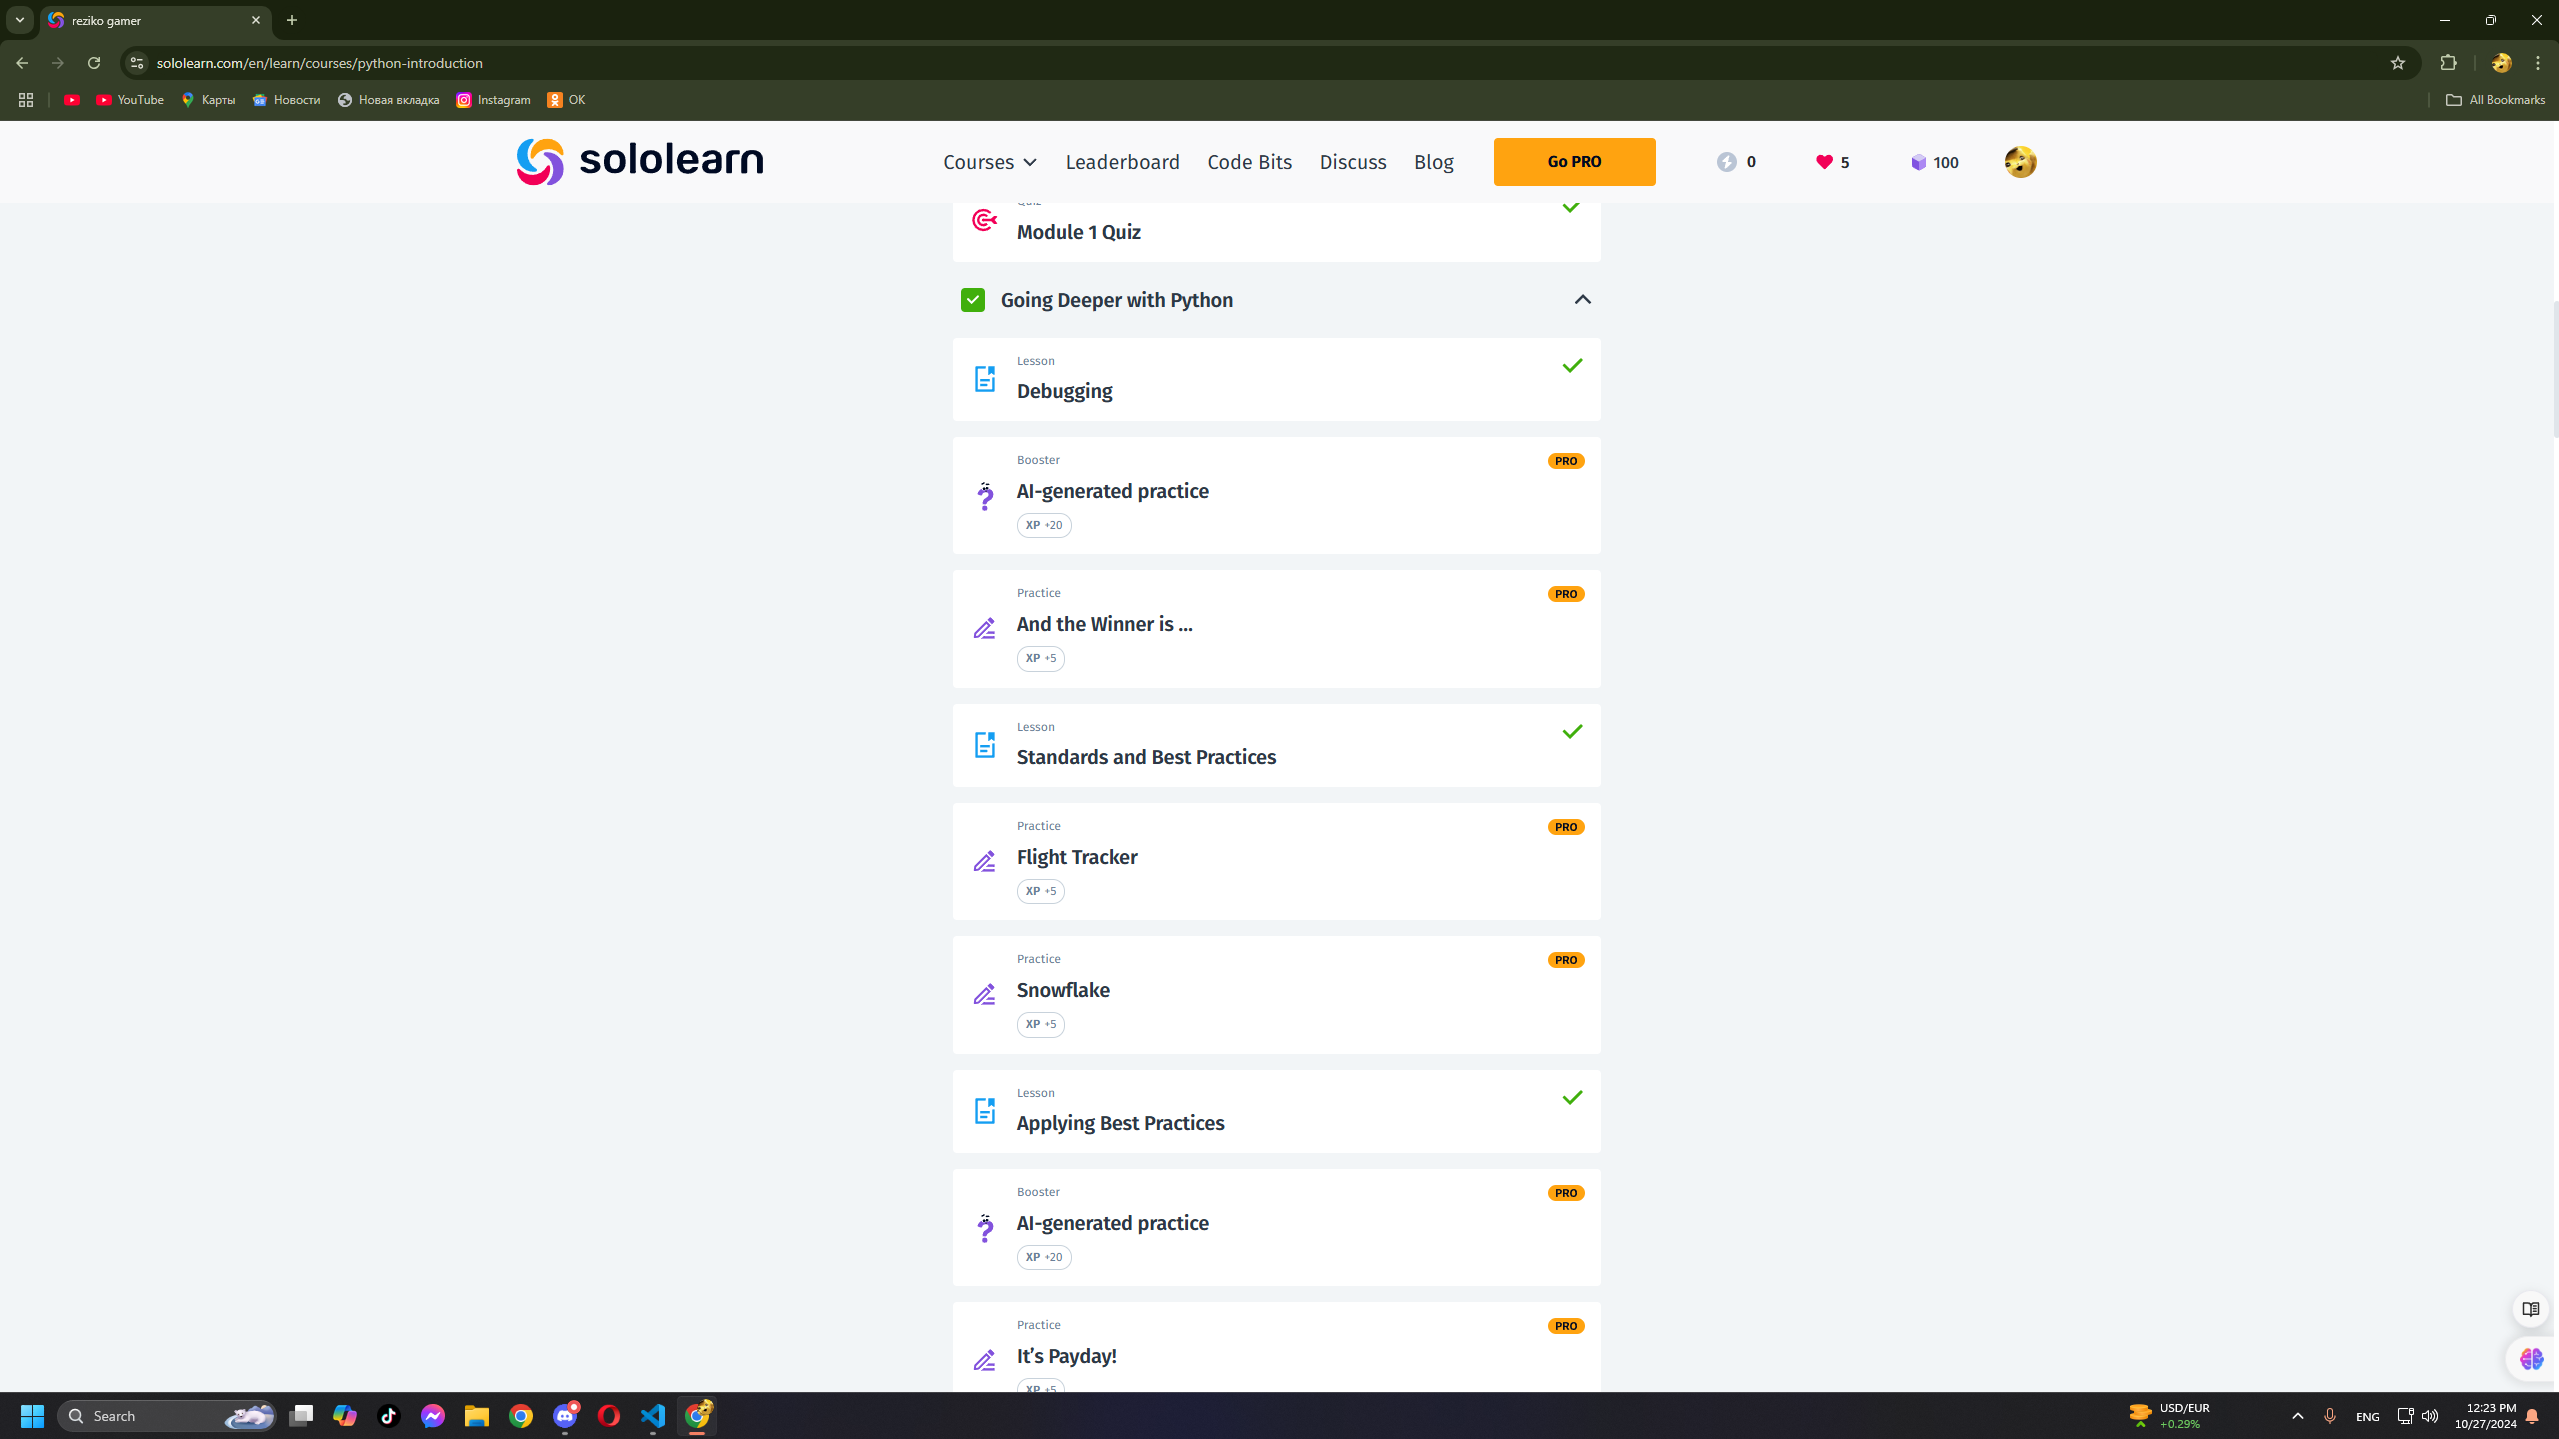 reziko gamer
sololearn.com/en/learn/courses/python-introduction
YouTube
Карты
Новости
Новая вкладка
Instagram
OK
All Bookmarks
sololearn
Courses
Leaderboard
Code Bits
Discuss
Blog
Go PRO
0
5
100
Quiz
Module 1 Quiz
Going Deeper with Python
Lesson
Debugging
Booster
PRO
AI-generated practice
XP +20
Practice
PRO
And the Winner is ...
XP +5
Lesson
Standards and Best Practices
Practice
PRO
Flight Tracker
XP +5
Practice
PRO
Snowflake
XP +5
Lesson
Applying Best Practices
Booster
PRO
AI-generated practice
XP +20
Practice
PRO
It’s Payday!
XP +5
Search
USD/EUR
+0.29%
ENG
12:23 PM
10/27/2024